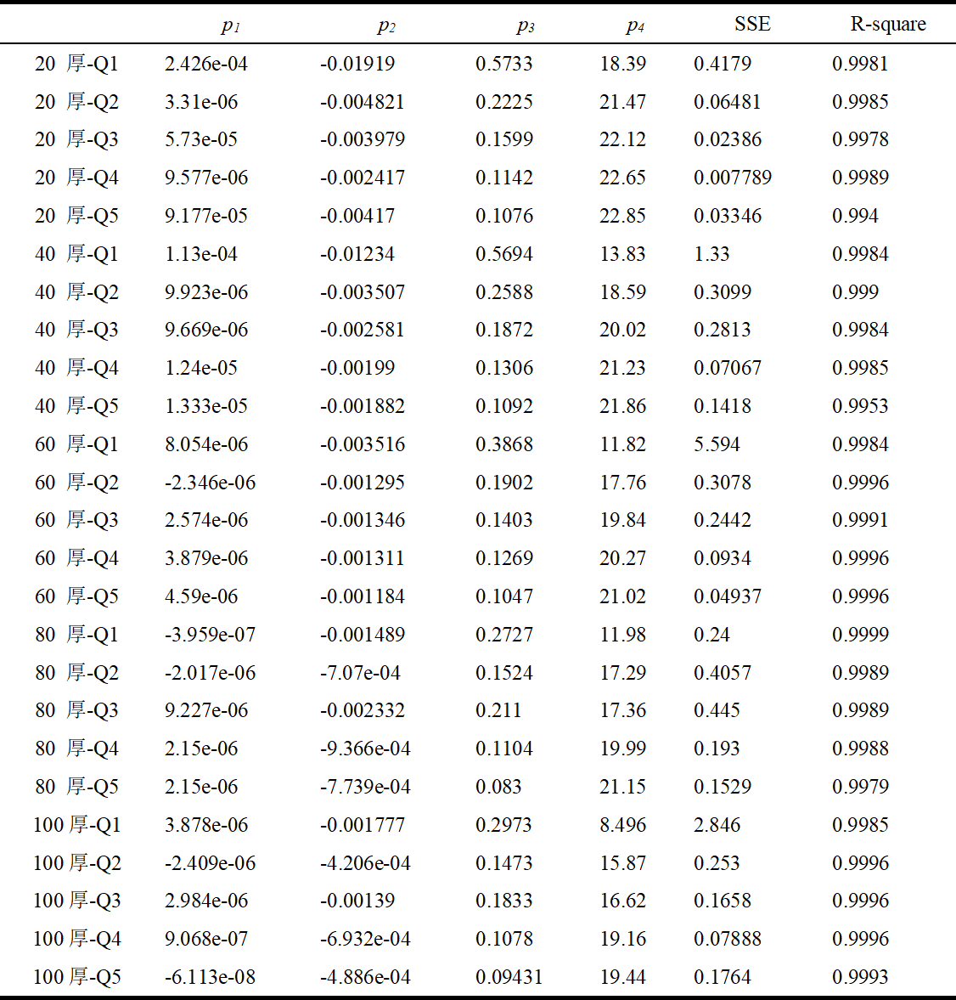 p1 p2 p3 p4 SSE R-square
20 厚-Q1 2.426e-04 -0.01919 0.5733 18.39 0.4179 0.9981
20 厚-Q2 3.31e-06 -0.004821 0.2225 21.47 0.06481 0.9985
20 厚-Q3 5.73e-05 -0.003979 0.1599 22.12 0.02386 0.9978
20 厚-Q4 9.577e-06 -0.002417 0.1142 22.65 0.007789 0.9989
20 厚-Q5 9.177e-05 -0.00417 0.1076 22.85 0.03346 0.994
40 厚-Q1 1.13e-04 -0.01234 0.5694 13.83 1.33 0.9984
40 厚-Q2 9.923e-06 -0.003507 0.2588 18.59 0.3099 0.999
40 厚-Q3 9.669e-06 -0.002581 0.1872 20.02 0.2813 0.9984
40 厚-Q4 1.24e-05 -0.00199 0.1306 21.23 0.07067 0.9985
40 厚-Q5 1.333e-05 -0.001882 0.1092 21.86 0.1418 0.9953
60 厚-Q1 8.054e-06 -0.003516 0.3868 11.82 5.594 0.9984
60 厚-Q2 -2.346e-06 -0.001295 0.1902 17.76 0.3078 0.9996
60 厚-Q3 2.574e-06 -0.001346 0.1403 19.84 0.2442 0.9991
60 厚-Q4 3.879e-06 -0.001311 0.1269 20.27 0.0934 0.9996
60 厚-Q5 4.59e-06 -0.001184 0.1047 21.02 0.04937 0.9996
80 厚-Q1 -3.959e-07 -0.001489 0.2727 11.98 0.24 0.9999
80 厚-Q2 -2.017e-06 -7.07e-04 0.1524 17.29 0.4057 0.9989
80 厚-Q3 9.227e-06 -0.002332 0.211 17.36 0.445 0.9989
80 厚-Q4 2.15e-06 -9.366e-04 0.1104 19.99 0.193 0.9988
80 厚-Q5 2.15e-06 -7.739e-04 0.083 21.15 0.1529 0.9979
100厚-Q1 3.878e-06 -0.001777 0.2973 8.496 2.846 0.9985
100厚-Q2 -2.409e-06 -4.206e-04 0.1473 15.87 0.253 0.9996
100厚-Q3 2.984e-06 -0.00139 0.1833 16.62 0.1658 0.9996
100厚-Q4 9.068e-07 -6.932e-04 0.1078 19.16 0.07888 0.9996
100厚-Q5 -6.113e-08 -4.886e-04 0.09431 19.44 0.1764 0.9993